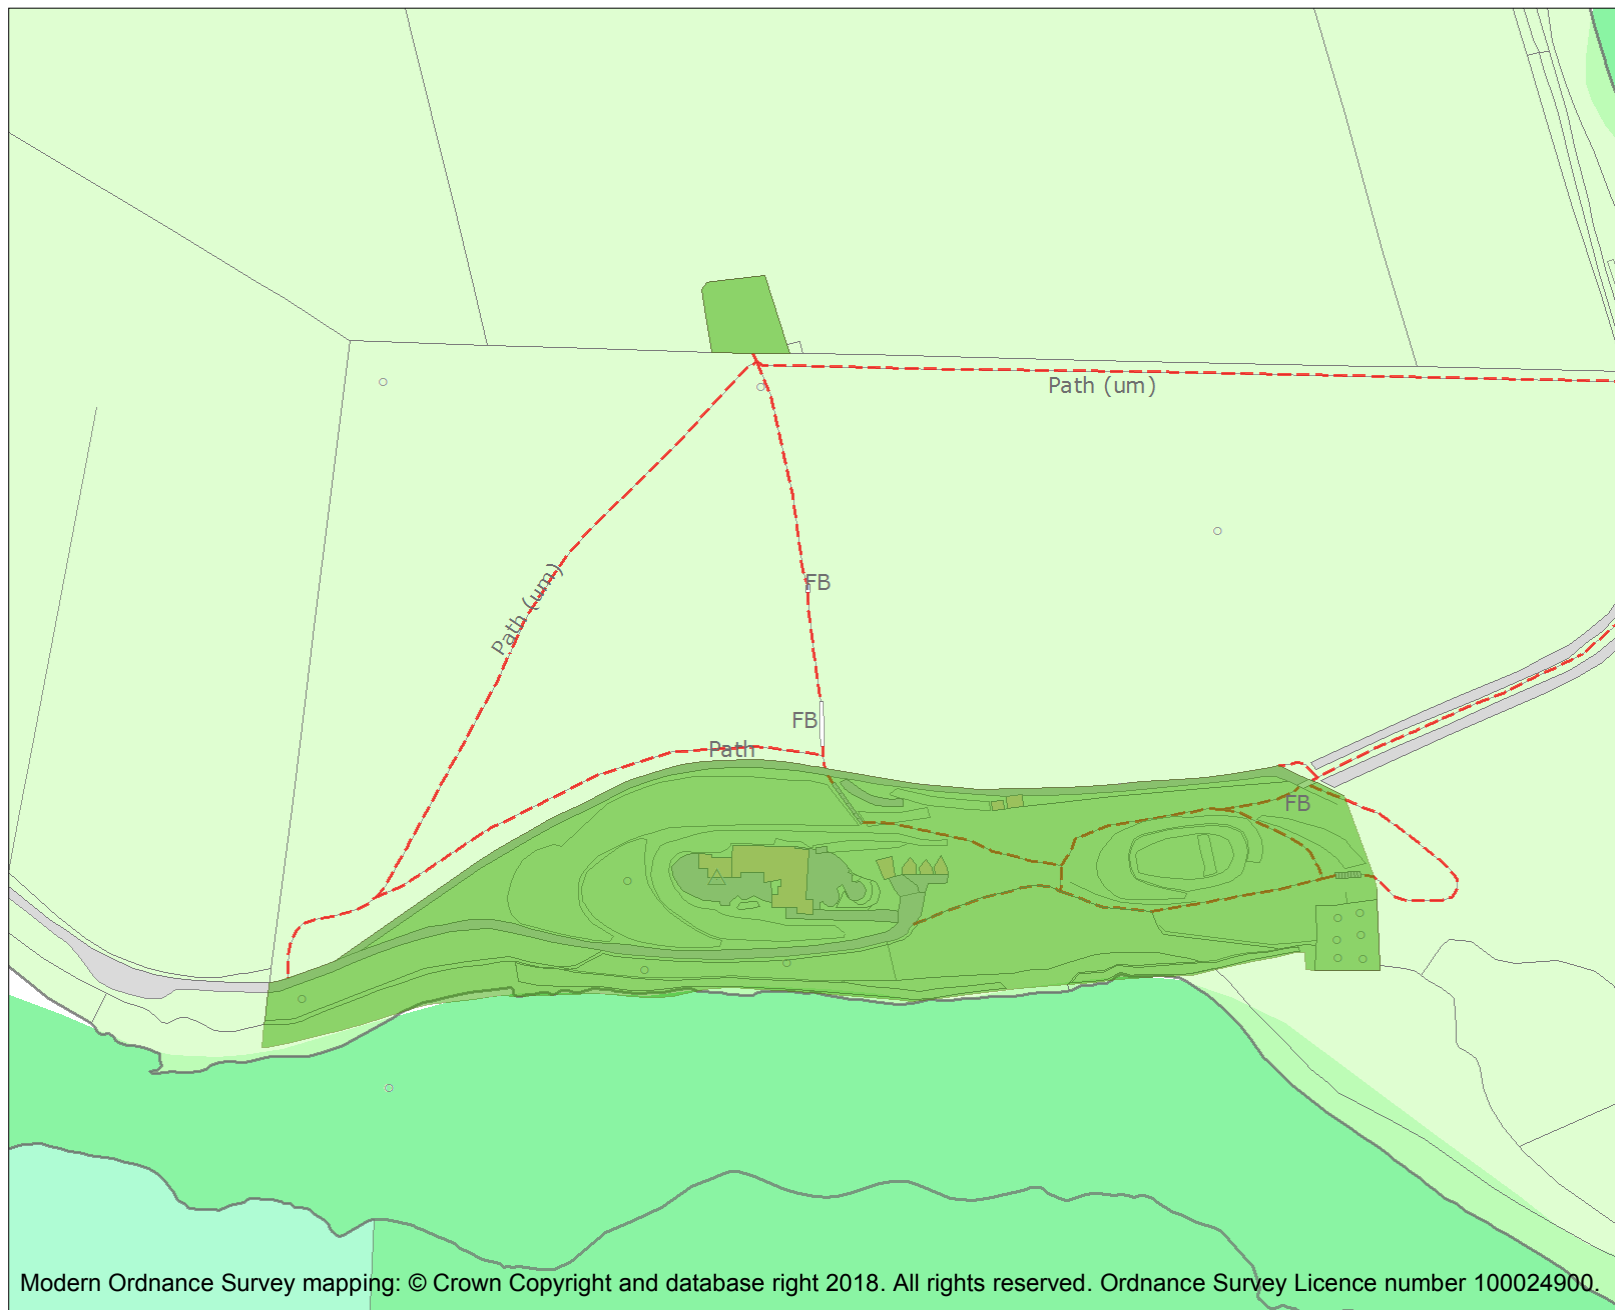 Path (um)
Path (um)
FB
FB
Path
FB
Modern Ordnance Survey mapping: © Crown Copyright and database right 2018. All rights reserved. Ordnance Survey Licence number 100024900.